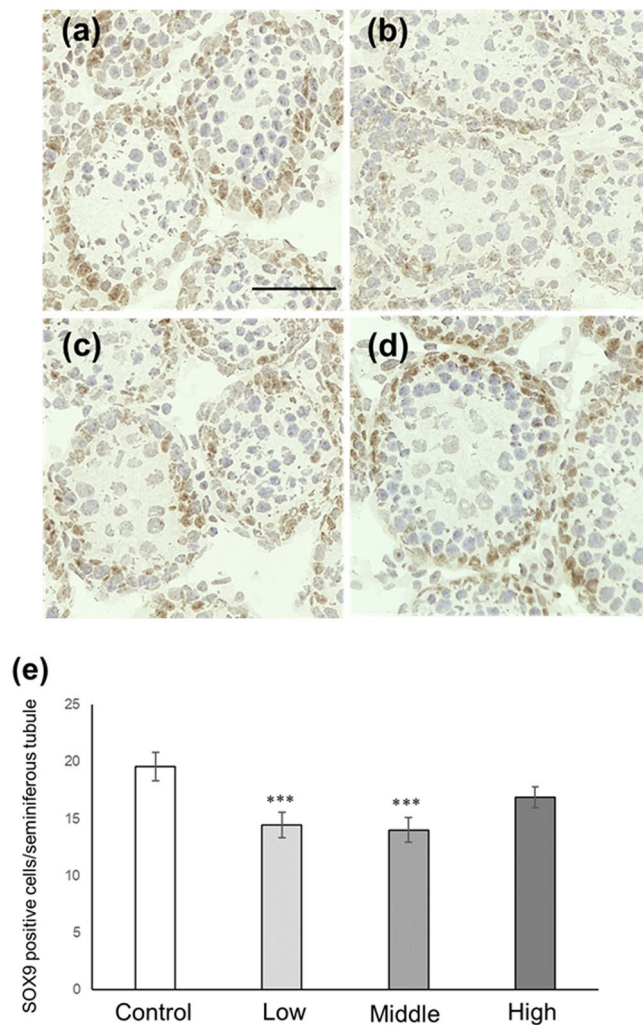 (a)
(b)
(c)
(d)
(e)
SOX9 positive cells/seminiferous tubule
25
20
15
10
5
0
***
***
Control Low Middle High